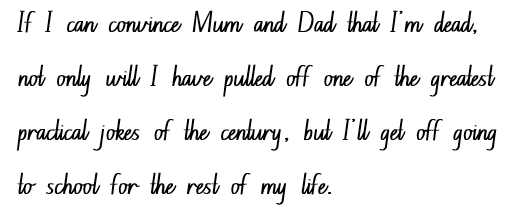 If I can convince Mum and Dad that I'm dead,
not only will I have pulled off one of the greatest
practical jokes of the century, but I'll get off going
to school for the rest of my life.